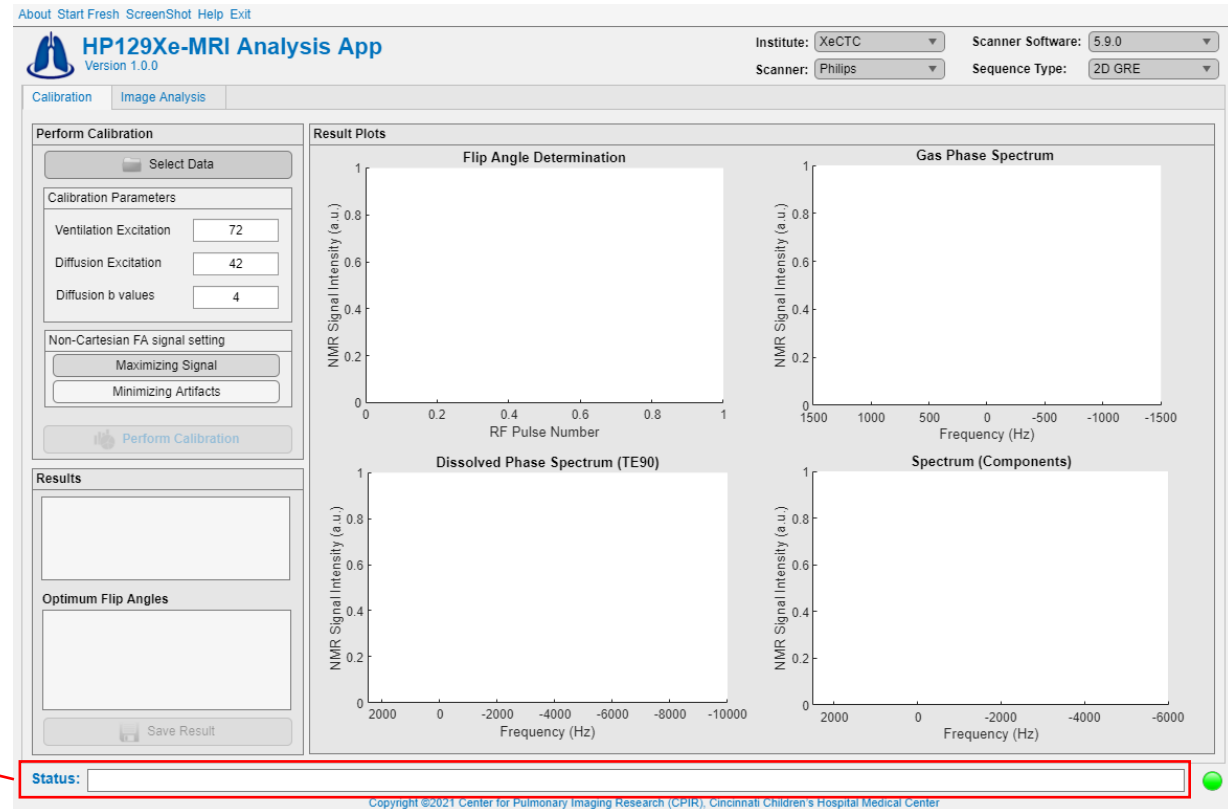 About Start Fresh ScreenShot Help Exit
HP129Xe-MRI Analysis App
Version 1.0.0
Institute: XeCTC
Scanner Software: 5.9.0
Scanner: Philips
Sequence Type: 2D GRE
Calibration
Image Analysis
Perform Calibration
Select Data
Calibration Parameters
Ventilation Excitation 72
Diffusion Excitation 42
Diffusion b values 4
Non-Cartesian FA signal setting
Maximizing Signal
Minimizing Artifacts
Perform Calibration
Results
Optimum Flip Angles
Save Result
Result Plots
Flip Angle Determination
NMR Signal Intensity (a.u.)
1
0.8
0.6
0.4
0.2
0
0 0.2 0.4 0.6 0.8 1
RF Pulse Number
Gas Phase Spectrum
NMR Signal Intensity (a.u.)
1
0.8
0.6
0.4
0.2
0
1500 1000 500 0 -500 -1000 -1500
Frequency (Hz)
Dissolved Phase Spectrum (TE90)
NMR Signal Intensity (a.u.)
1
0.8
0.6
0.4
0.2
0
2000 0 -2000 -4000 -6000 -8000 -10000
Frequency (Hz)
Spectrum (Components)
NMR Signal Intensity (a.u.)
1
0.8
0.6
0.4
0.2
0
2000 0 -2000 -4000 -6000
Frequency (Hz)
Status:
Copyright ©2021 Center for Pulmonary Imaging Research (CPIR), Cincinnati Children's Hospital Medical Center